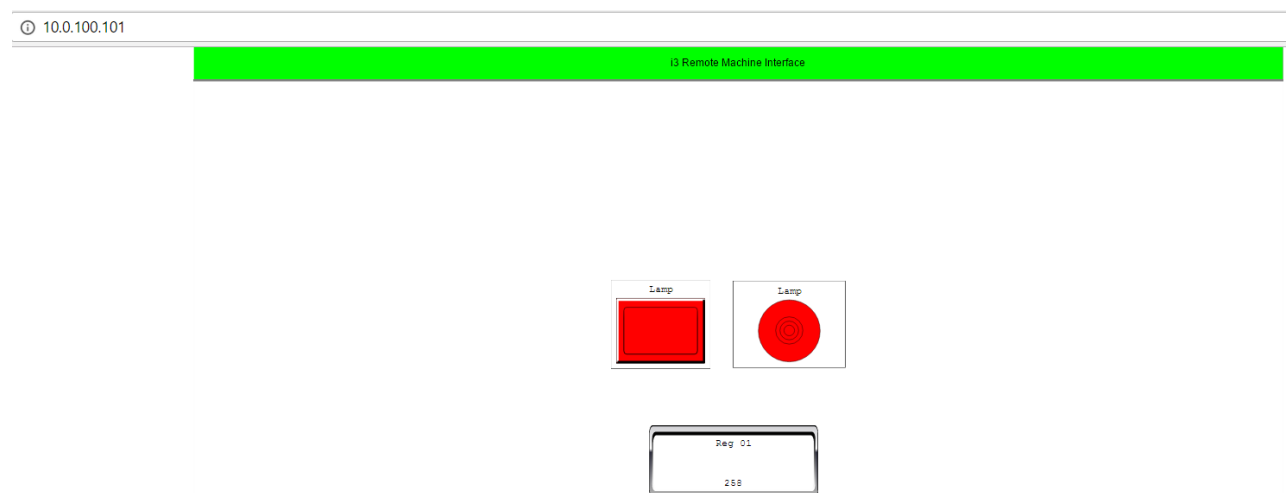 10.0.100.101
i3 Remote Machine Interface
Lamp
Lamp
Reg 01
258